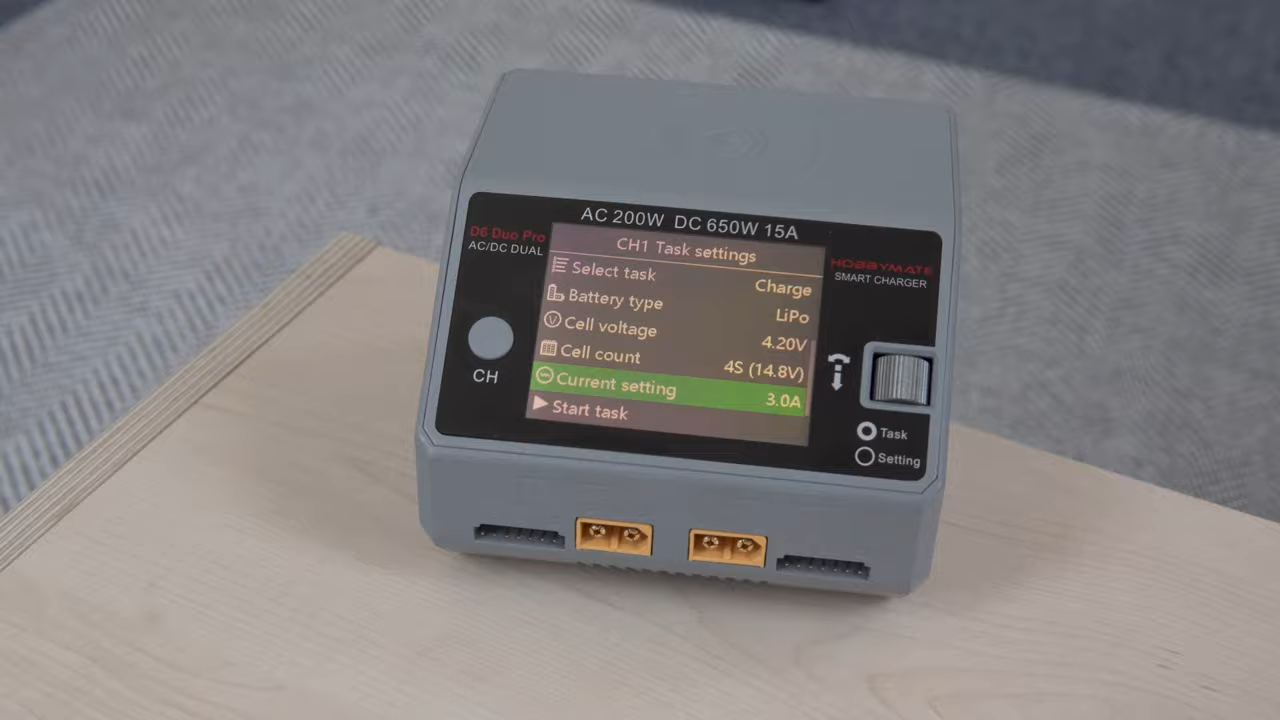 AC 200W DC 650W 15A
D6 Duo Pro
AC/DC DUAL
CH1 Task settings
Select task Charge
Battery type LiPo
Cell voltage 4.20V
Cell count 4S (14.8V)
Current setting 3.0A
Start task
HOBBYMATE
SMART CHARGER
CH
Task
Setting